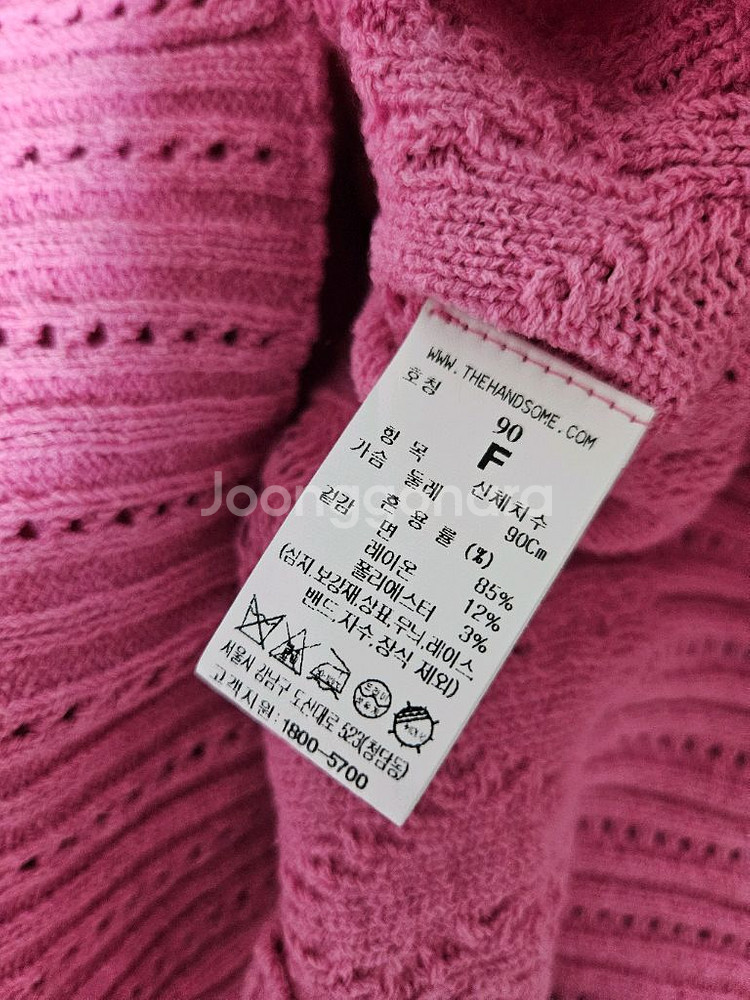 WWW.THEHANDSOME.COM
호칭
90
F
항목 신체치수
가슴둘레 90Cm
겉감 혼용률 (%)
면 85%
레이온 12%
폴리에스터 3%
(심지,보강재,상표,무늬,레이스,
밴드,자수,장식 제외)
서울시 강남구 도산대로 523(청담동)
고객지원:1800-5700
Joonggonara